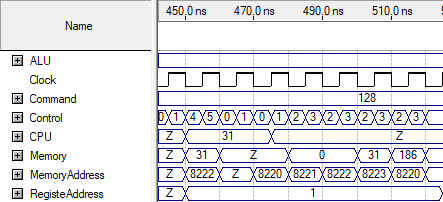 Name 450,0 ns 470,0 ns 490,0 ns 510,0 ns
ALU
Clock
Command 128
Control 0 1 4 5 0 1 0 1 2 3 2 3 2 3
CPU Z 31 Z
Memory Z 31 Z 0 31 186
MemoryAddress Z 8222 Z 8220 8221 8222 8223 8220
RegisteAddress Z 1